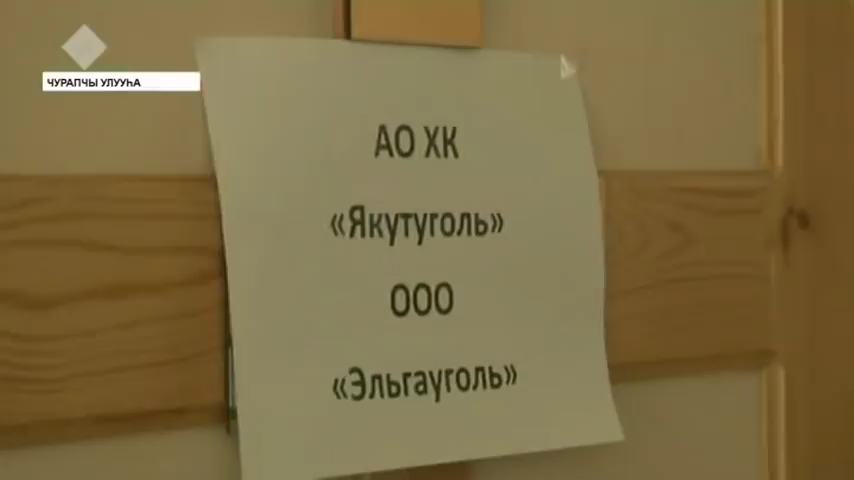 ЧУРАПЧЫ УЛУУҺА
АО ХК
«Якутуголь»
ООО
«Эльгауголь»